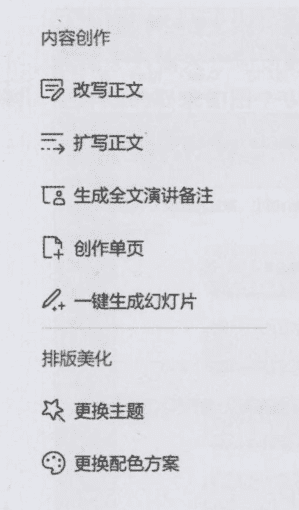 内容创作
改写正文
扩写正文
生成全文演讲备注
创作单页
一键生成幻灯片
排版美化
更换主题
更换配色方案